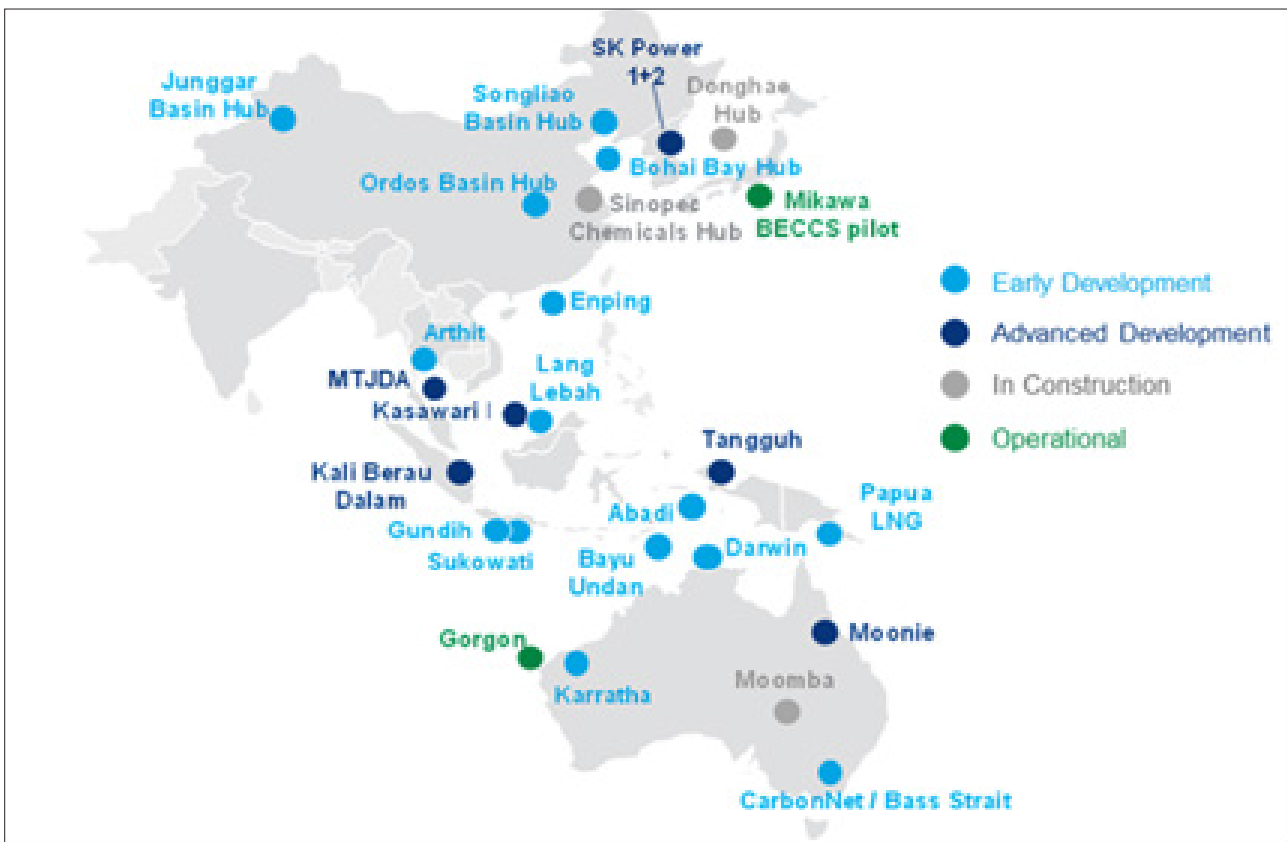 SK Power
1+2
Junggar
Basin Hub
Songliao
Basin Hub
Donghae
Hub
Bohai Bay Hub
Ordos Basin Hub
Sinopec
Chemicals Hub
Mikawa
BECCS pilot
Early Development
Enping
Advanced Development
Arthit
Lang
Lebah
MTJDA
In Construction
Kasawari
Operational
Tangguh
Kali Berau
Dalam
Papua
LNG
Abadi
Gundih
Sukowati
Bayu
Undan
Darwin
Moonie
Gorgon
Karratha
Moomba
CarbonNet / Bass Strait